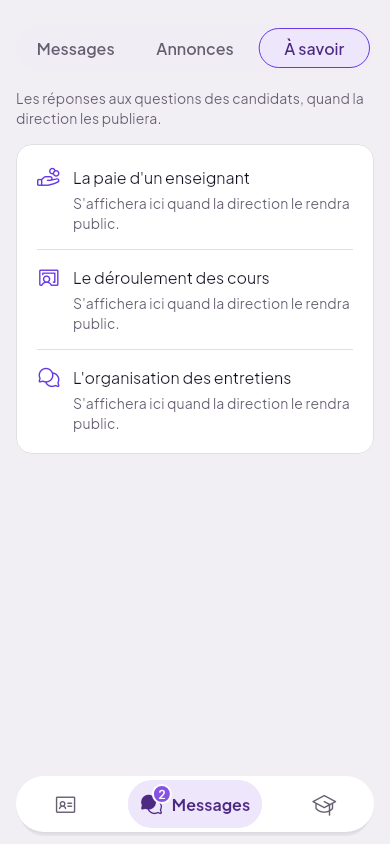 Messages Annonces À savoir
Les réponses aux questions des candidats, quand la
direction les publiera.
La paie d'un enseignant
S'affichera ici quand la direction le rendra
public.
Le déroulement des cours
S'affichera ici quand la direction le rendra
public.
L'organisation des entretiens
S'affichera ici quand la direction le rendra
public.
2
Messages